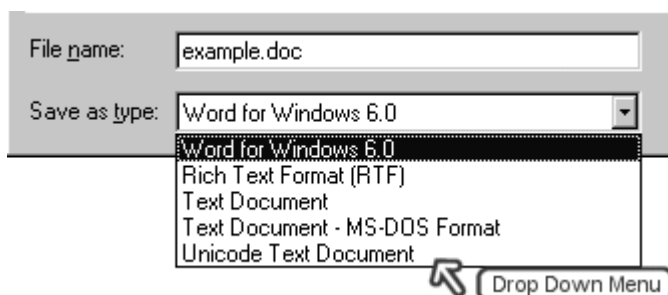 File name: example.doc
Save as type: Word for Windows 6.0
Word for Windows 6.0
Rich Text Format (RTF)
Text Document
Text Document - MS-DOS Format
Unicode Text Document
Drop Down Menu